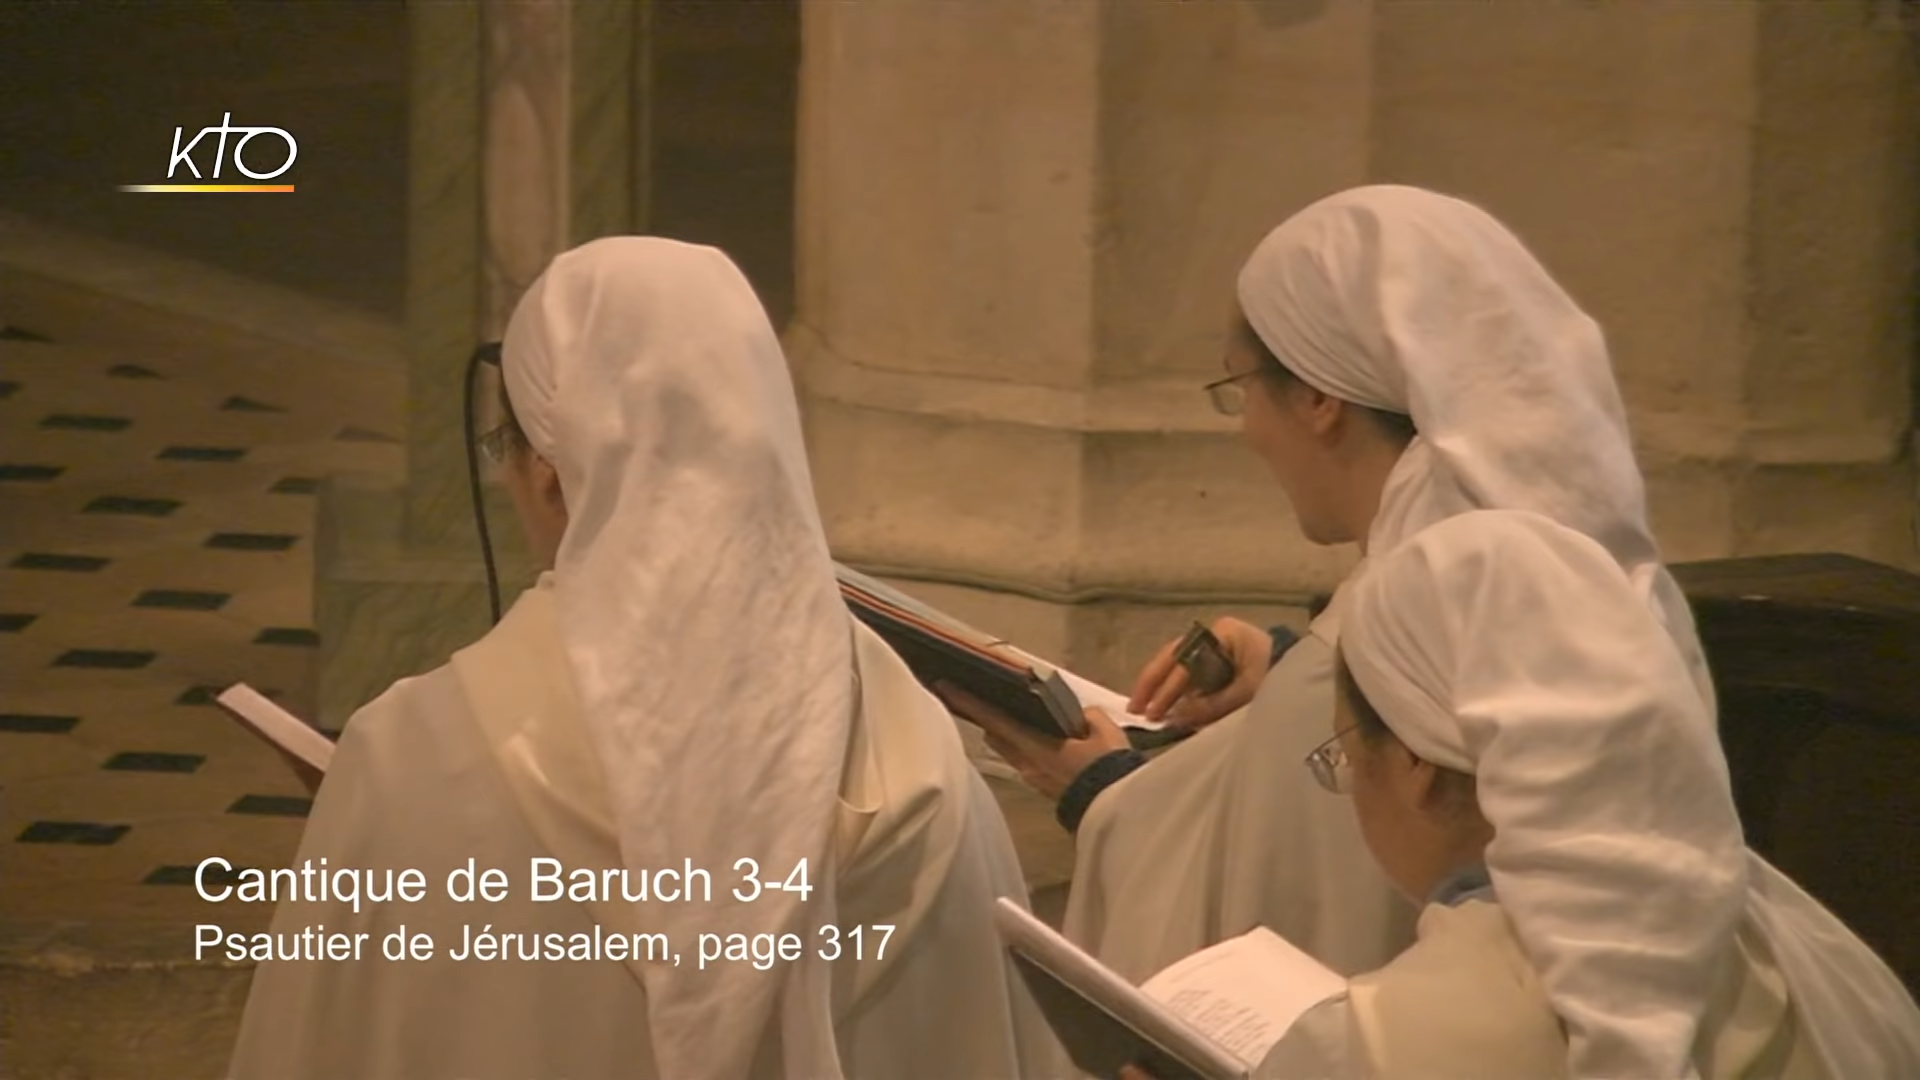 KTO
Cantique de Baruch 3-4
Psautier de Jérusalem, page 317